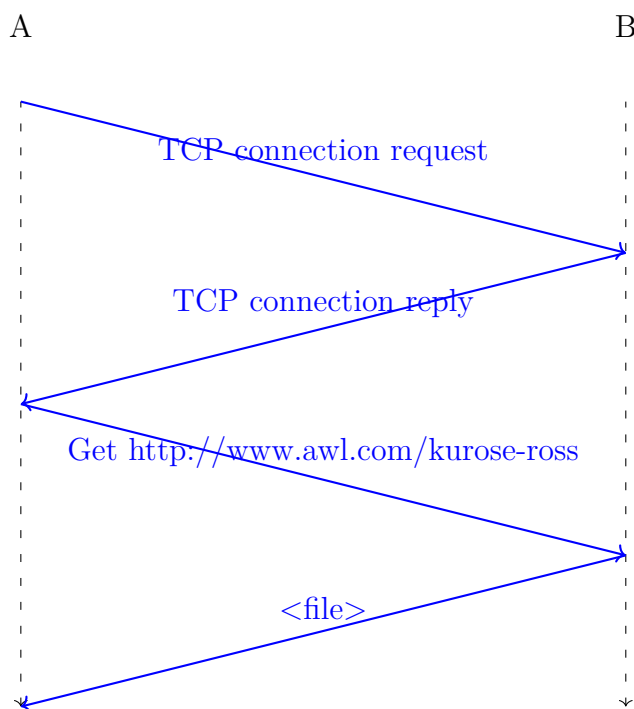 A
B
TCP connection request
TCP connection reply
Get http://www.awl.com/kurose-ross
<file>